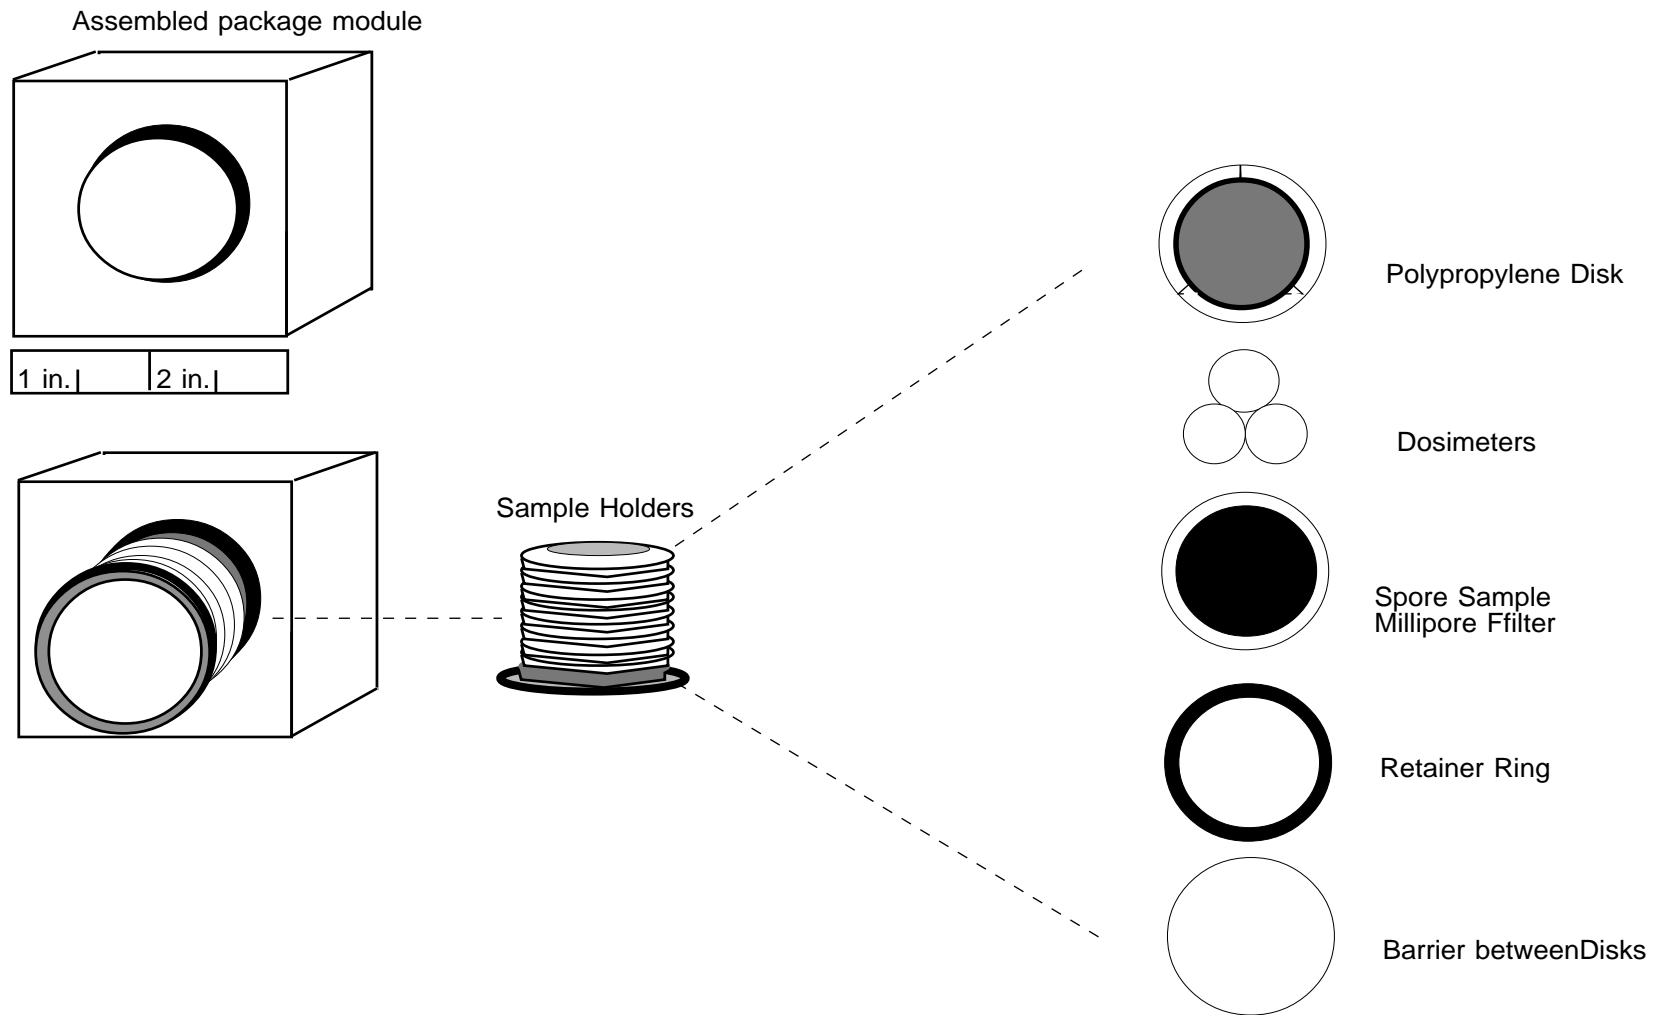 Assembled package module
1 in.
2 in.
Sample Holders
Polypropylene Disk
Dosimeters
Spore Sample
Millipore Ffilter
Retainer Ring
Barrier betweenDisks